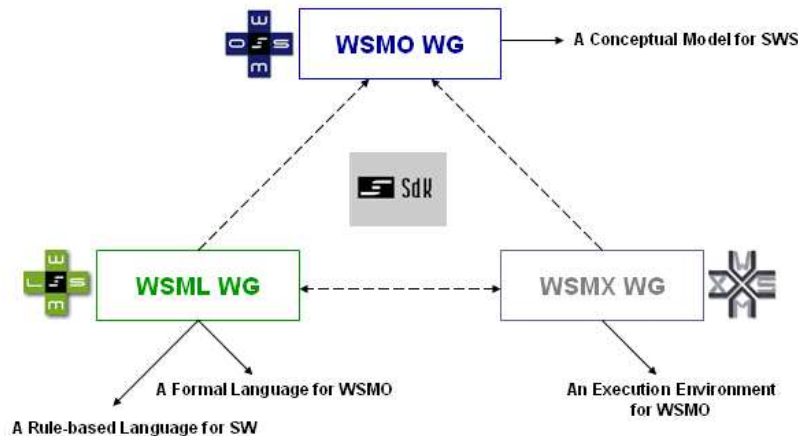 WSMO WG
A Conceptual Model for SWS
SdK
WSML WG
WSMX WG
A Formal Language for WSMO
An Execution Environment
for WSMO
A Rule-based Language for SW